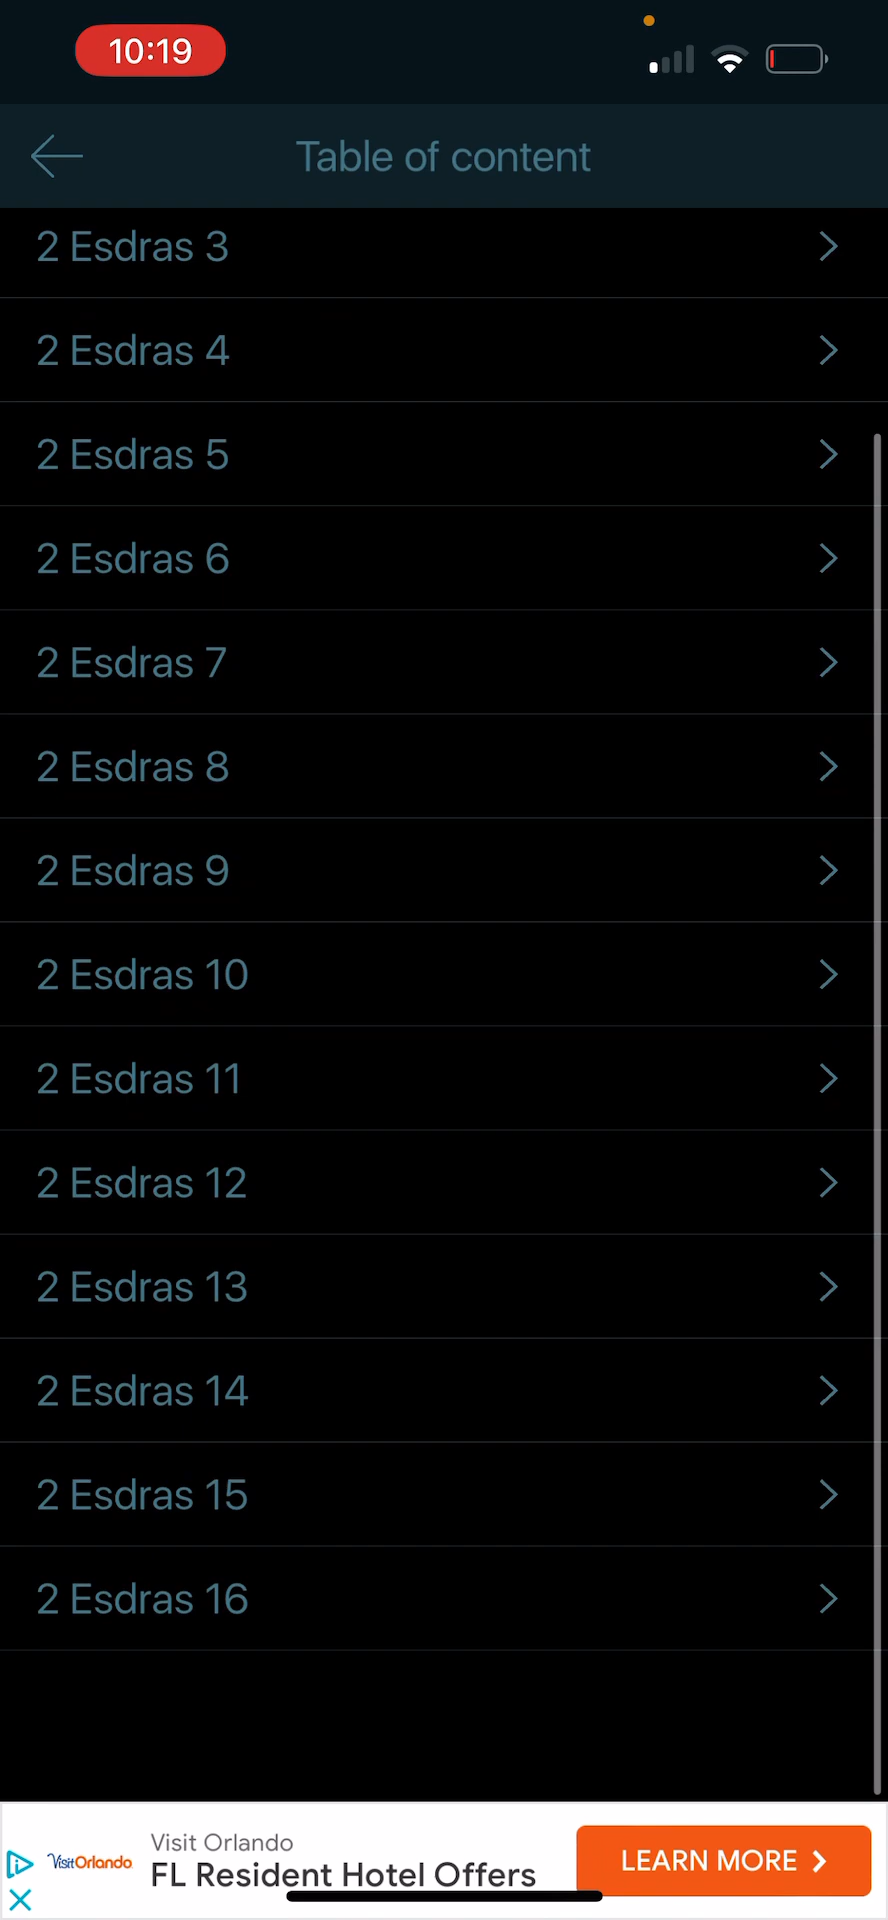 10:19
Table of content
2 Esdras 3
2 Esdras 4
2 Esdras 5
2 Esdras 6
2 Esdras 7
2 Esdras 8
2 Esdras 9
2 Esdras 10
2 Esdras 11
2 Esdras 12
2 Esdras 13
2 Esdras 14
2 Esdras 15
2 Esdras 16
Visit Orlando
VisitOrlando
FL Resident Hotel Offers
LEARN MORE